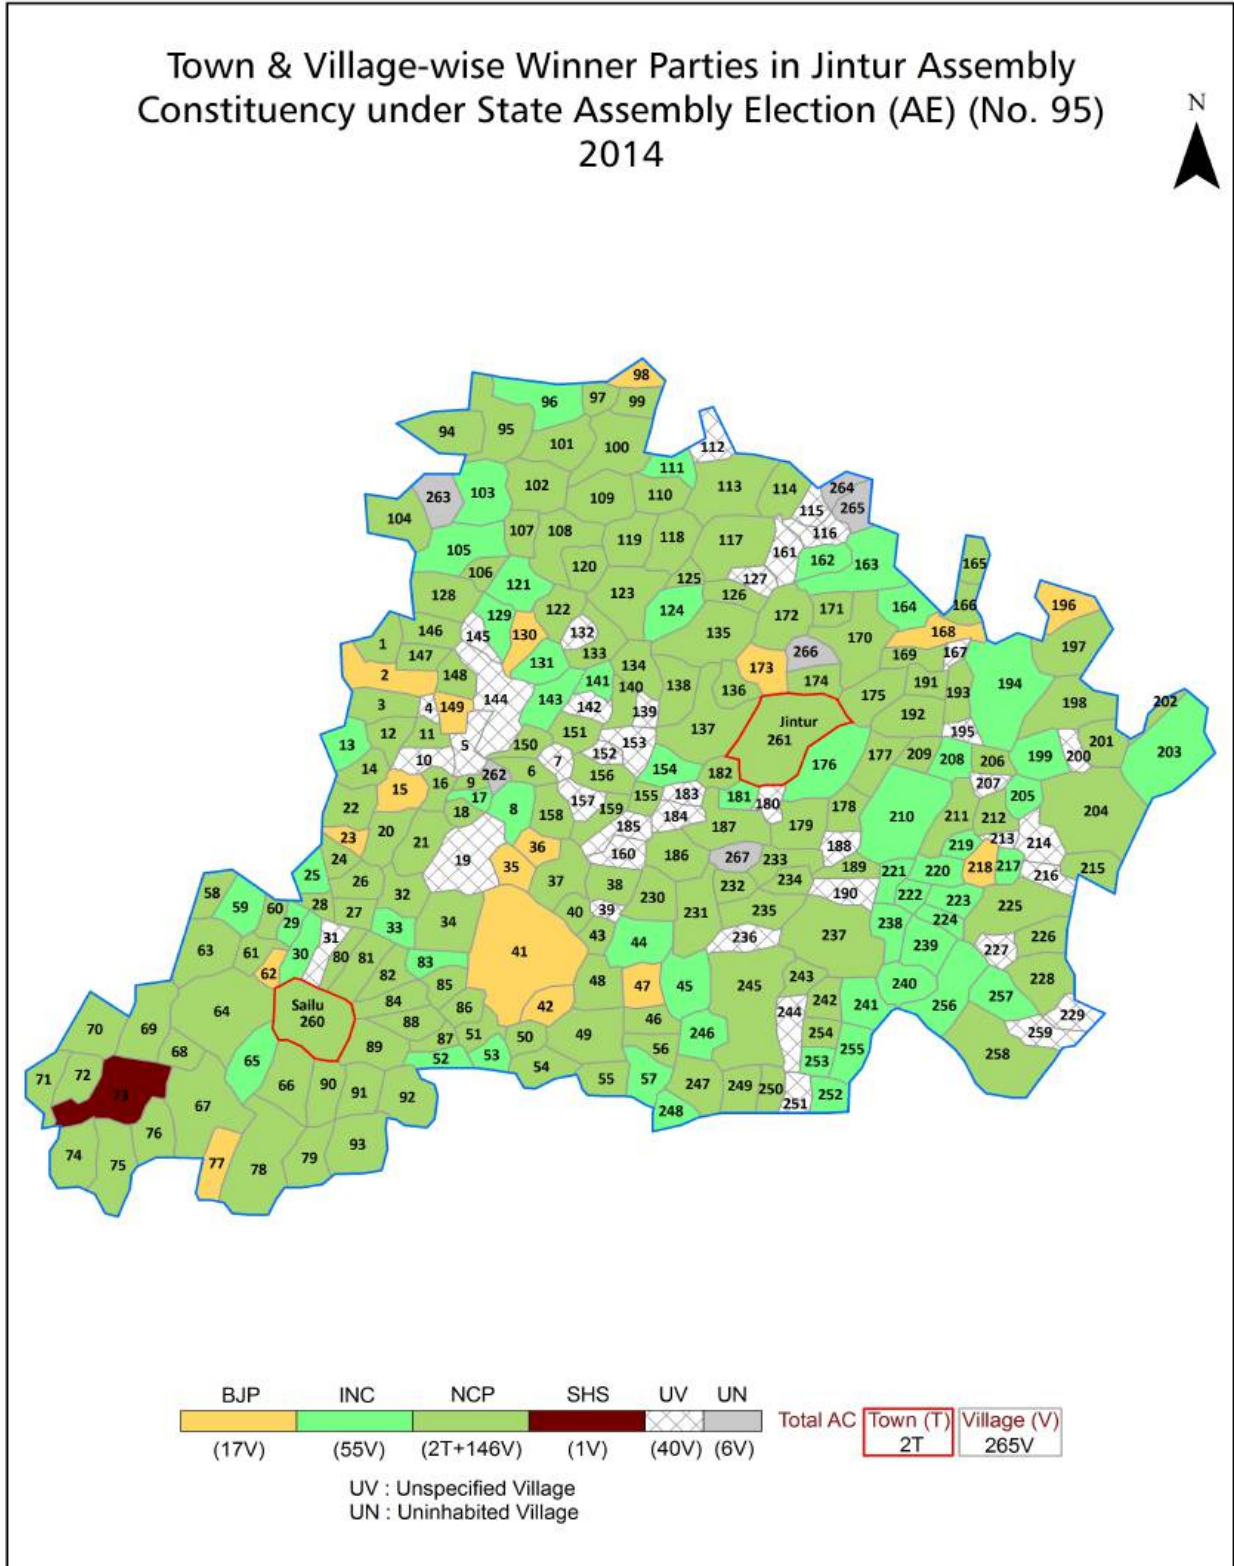 Town & Village-wise Winner Parties in Jintur Assembly
Constituency under State Assembly Election (AE) (No. 95)
2014
N
98
96 97 99
94 95 101 100 112
111
263 103 102 109 110 113 114 264
104 115 265
107 108 119 118 117 116
105 161 162 163 165
106 121 120 125 127
128 123 124 126 164 166 196
129 122 172 171
1 146 145 130 132 135 170 168 197
147 131 133 266 169 167
2 148 141 134 173 174 191 194
3 4 149 144 143 142 140 138 136 175 193 198 202
139 192
13 12 11 5 150 151 153 137 Jintur 195 201
261
14 10 262 7 152 154 176 177 209 208 206 199 200 203
15 16 9 6 156 182 207
22 17 8 157 155 183 181 180 178 205 204
23 20 18 158 159 184 179 210 211 212
21 185 187 188 219 213 214
24 19 36 160 186 267 233 218 217 215
25 26 35 37 189 221 220 216
58 32 38 232 234 190 222
59 60 28 27 39 230 223 225
29 33 34 40 231 235 238 224
31 43 44 236 237 226
63 61 30 80 81 41 239 227
62 82 83 48 47 45 245 243 240 228
64 Sailu 84 85 42 244 242 241 256 257 229
260
70 69 88 86 46 259
68 65 89 87 51 50 49 246 254 255 258
52 53 56 253
71 72 66 90 54 55 57 247 249 250 252
73 67 91 92 251
76 248
74 75 77 78 79 93
BJP INC NCP SHS UV UN
Total AC Town (T) Village (V)
(17V) (55V) (2T+146V) (1V) (40V) (6V) 2T 265V
UV : Unspecified Village
UN : Uninhabited Village